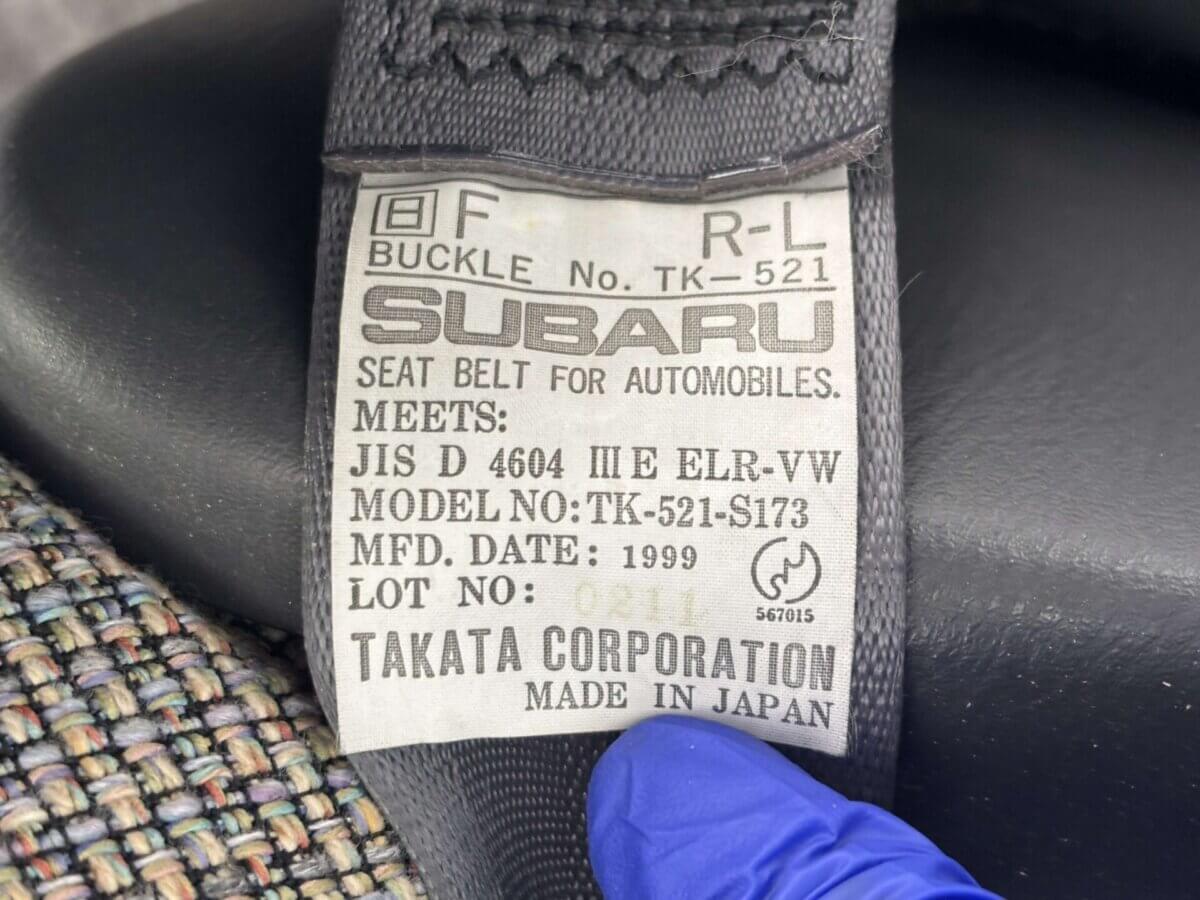 日 F R-L
BUCKLE No. TK-521
SUBARU
SEAT BELT FOR AUTOMOBILES.
MEETS:
JIS D 4604 III E ELR-VW
MODEL NO: TK-521-S173
MFD. DATE: 1999
LOT NO: 0211
567015
TAKATA CORPORATION
MADE IN JAPAN